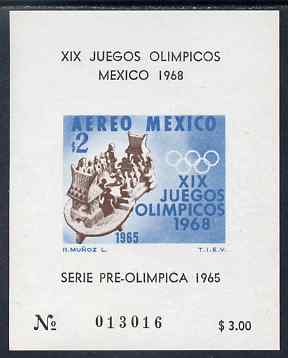 XIX JUEGOS OLIMPICOS
MEXICO 1968
AEREO MEXICO
$2
XIX
JUEGOS
OLIMPICOS
1965 1968
R.MUÑOZ L. T.I.E.V.
SERIE PRE-OLIMPICA 1965
Nº 013016 $ 3.00